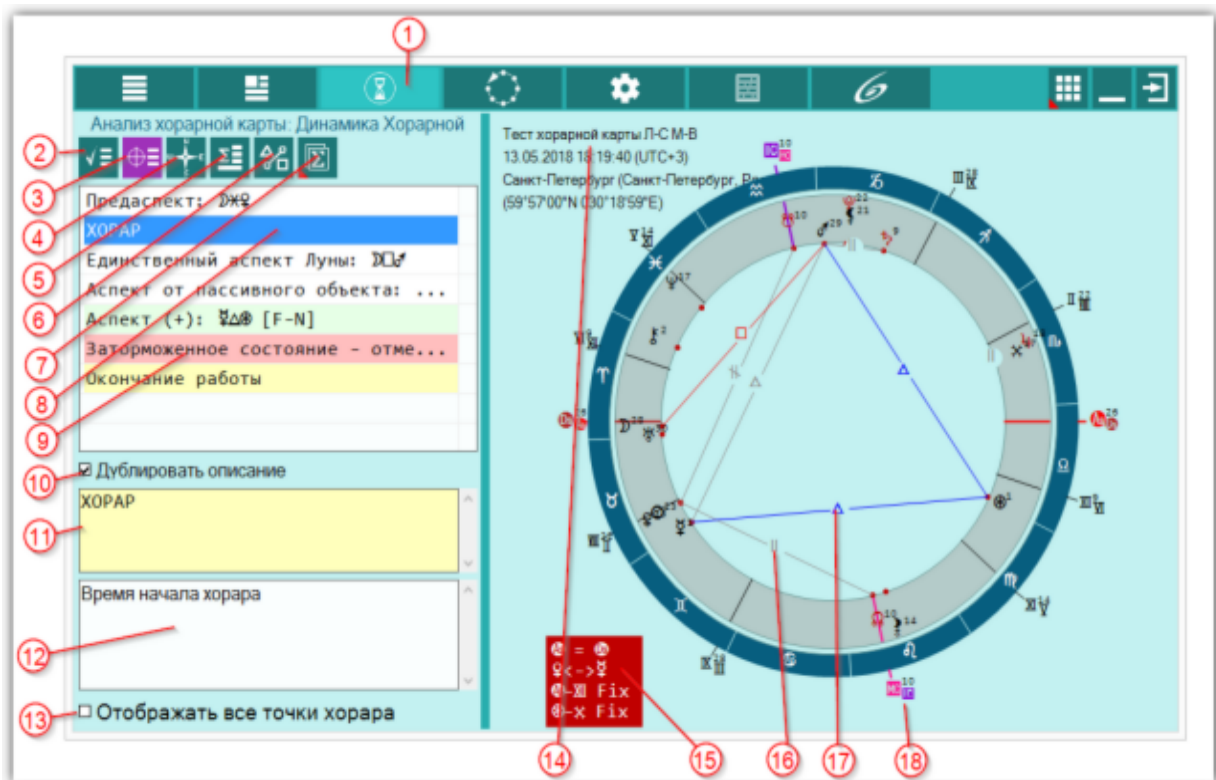 1
Анализ хорарной карты: Динамика Хорарной
2
3
4
5
6
7
8
9
Предаспект: ☽⚹♀
ХОРАР
Единственный аспект Луны: ☽□♂
Аспект от пассивного объекта: ...
Аспект (+): ☿△⊕ [F-N]
Заторможенное состояние - отме...
Окончание работы
10
Дублировать описание
11
ХОРАР
12
Время начала хорара
13
Отображать все точки хорара
Тест хорарной карты Л-С М-В
13.05.2018 18:19:40 (UTC+3)
Санкт-Петербург (Санкт-Петербург,
(59°57'00"N 030°18'59"E)
As = Ds
♀<->☿
-XII Fix
⊕-X Fix
14
15
16
17
18